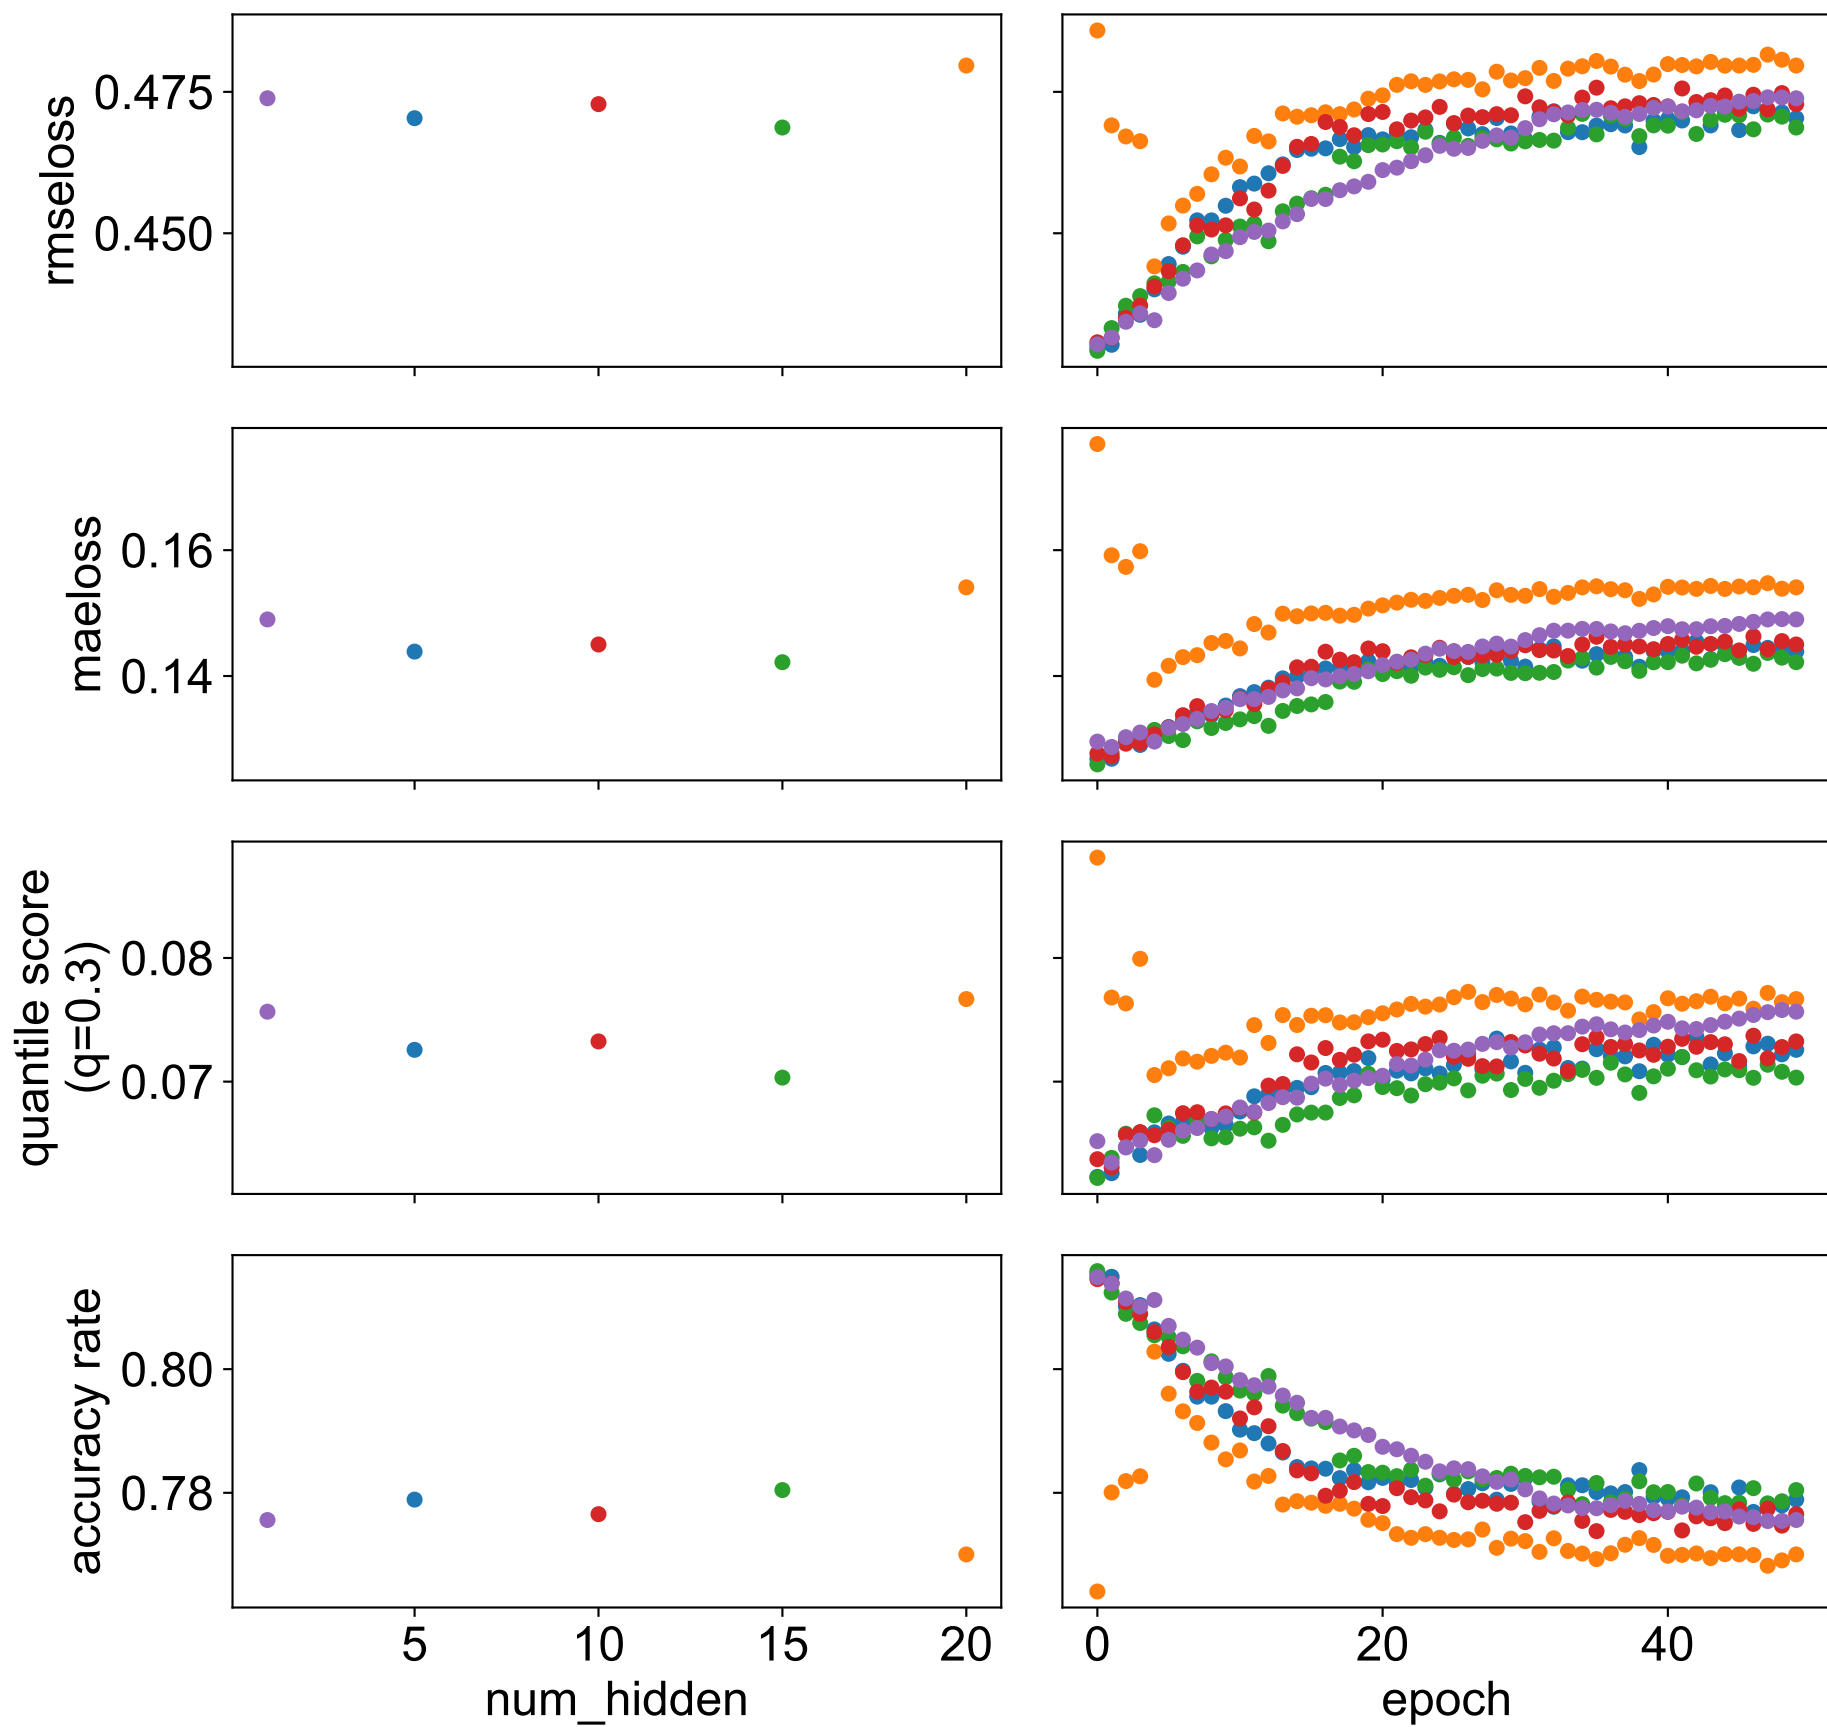 rmseloss
0.475
0.450
maeloss
0.16
0.14
quantile score
(q=0.3)
0.08
0.07
accuracy rate
0.80
0.78
5 10 15 20
num_hidden
0 20 40
epoch